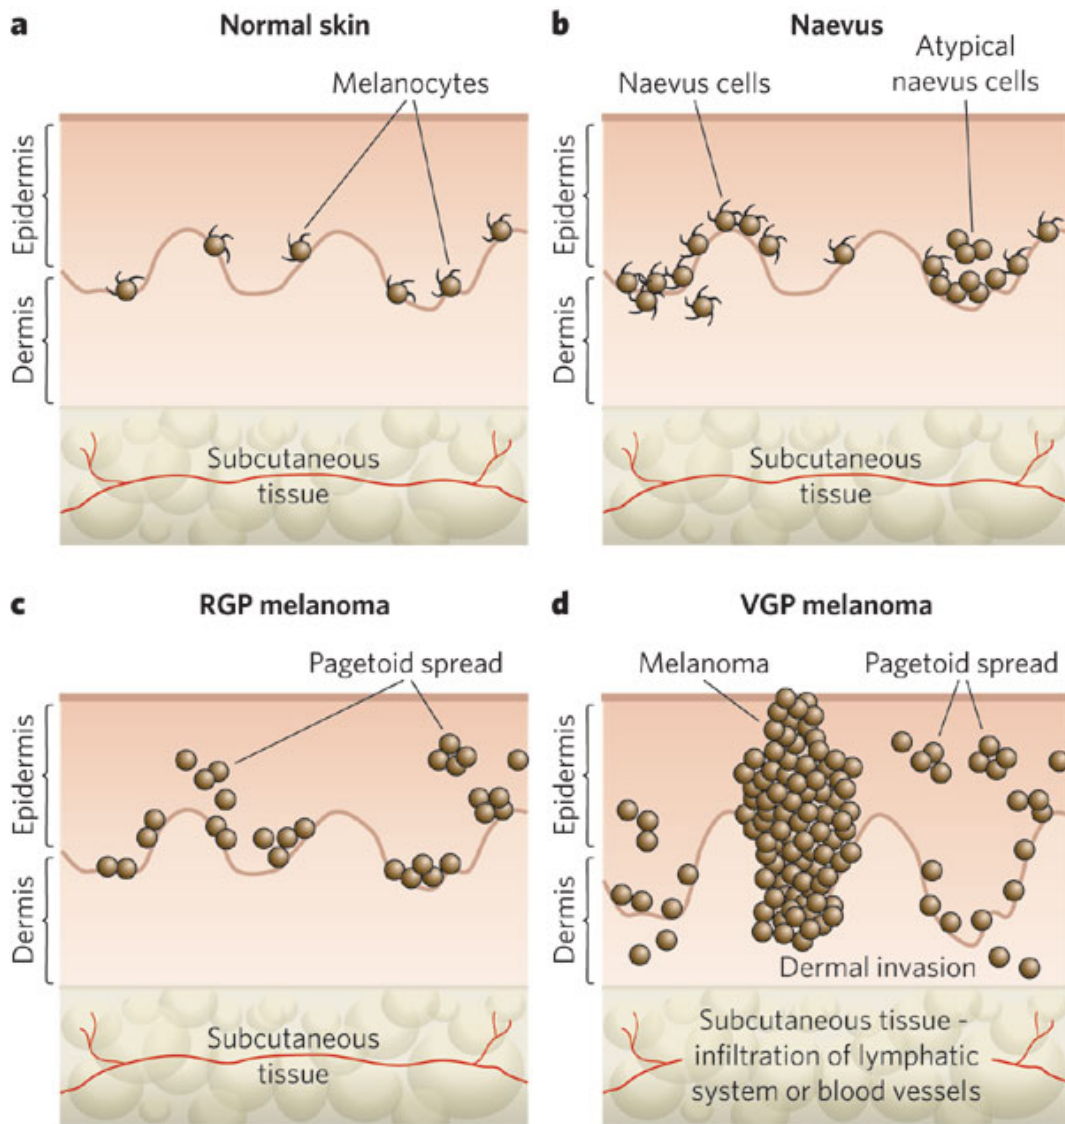 a Normal skin
Melanocytes
Epidermis
Dermis
Subcutaneous
tissue
b Naevus
Naevus cells
Atypical
naevus cells
Epidermis
Dermis
Subcutaneous
tissue
c RGP melanoma
Pagetoid spread
Epidermis
Dermis
Subcutaneous
tissue
d VGP melanoma
Melanoma
Pagetoid spread
Epidermis
Dermis
Dermal invasion
Subcutaneous tissue -
infiltration of lymphatic
system or blood vessels